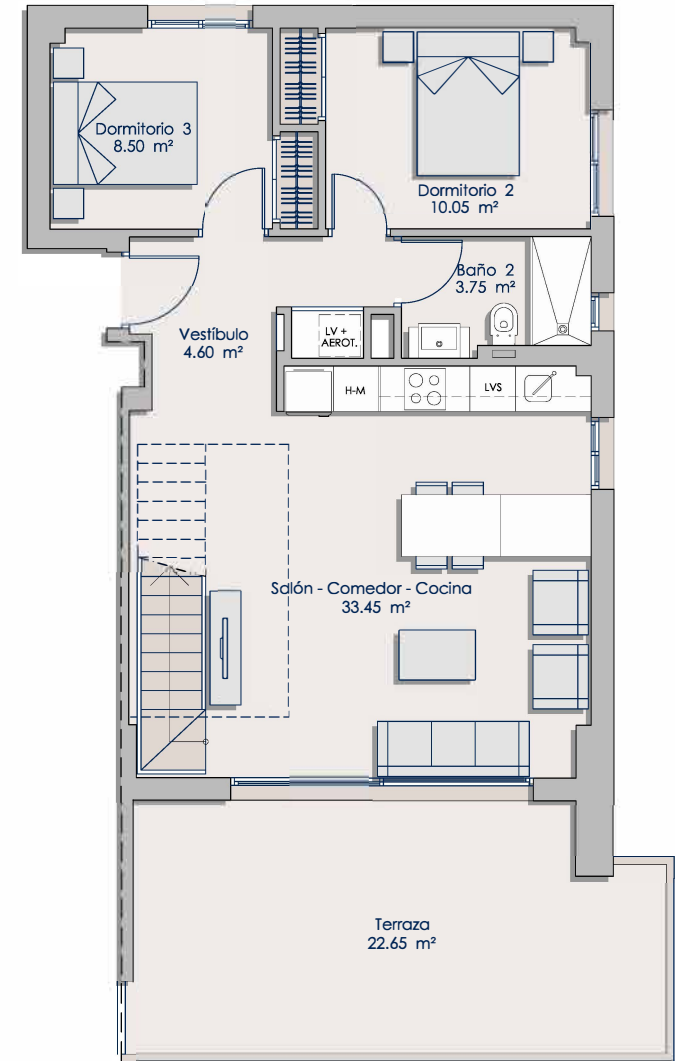 Dormitorio 3
8.50 m²
Dormitorio 2
10.05 m²
Baño 2
3.75 m²
Vestíbulo
4.60 m²
LV +
AEROT.
H-M
LVS
Salón - Comedor - Cocina
33.45 m²
Terraza
22.65 m²